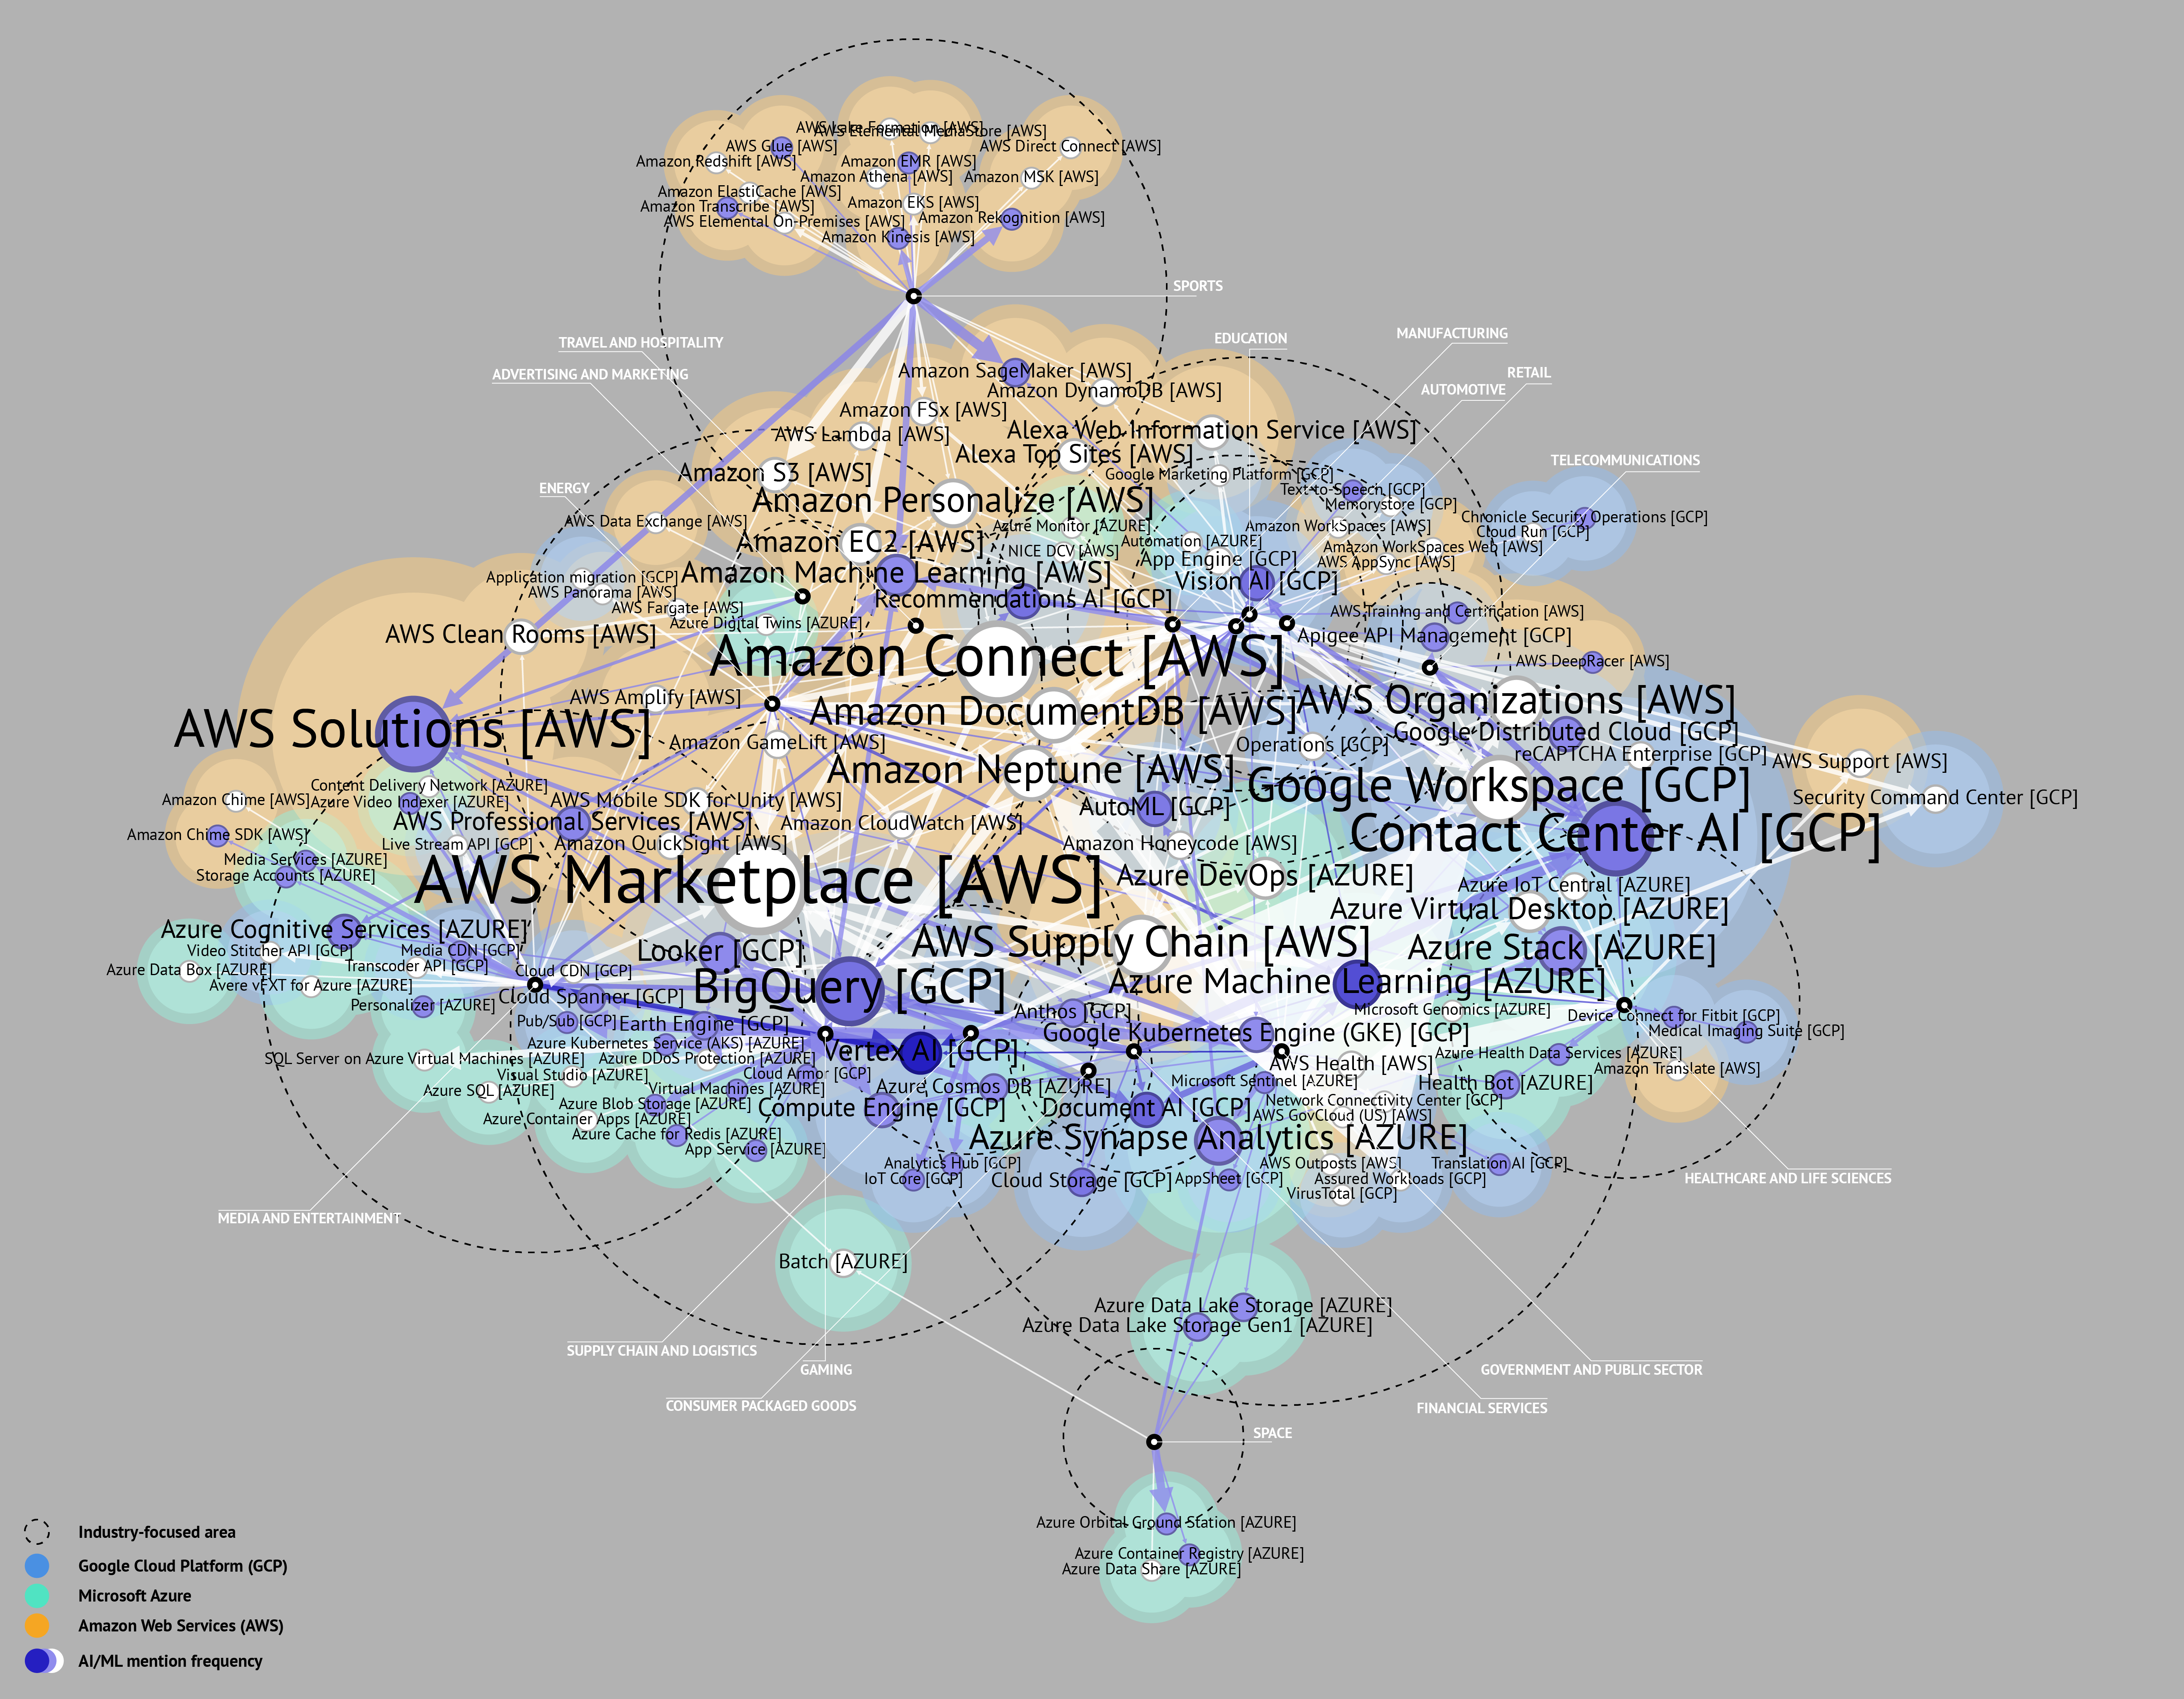 AWS Lake Formation [AWS]
AWS Elemental MediaStore [AWS]
AWS Glue [AWS]
AWS Direct Connect [AWS]
Amazon Redshift [AWS]
Amazon EMR [AWS]
Amazon Athena [AWS]
Amazon MSK [AWS]
Amazon ElastiCache [AWS]
Amazon Transcribe [AWS]
Amazon EKS [AWS]
AWS Elemental On-Premises [AWS]
Amazon Rekognition [AWS]
Amazon Kinesis [AWS]
SPORTS
TRAVEL AND HOSPITALITY
EDUCATION
MANUFACTURING
ADVERTISING AND MARKETING
RETAIL
AUTOMOTIVE
Amazon SageMaker [AWS]
Amazon DynamoDB [AWS]
Amazon FSx [AWS]
AWS Lambda [AWS]
Alexa Web Information Service [AWS]
Alexa Top Sites [AWS]
TELECOMMUNICATIONS
Amazon S3 [AWS]
Google Marketing Platform [GCP]
ENERGY
Text-to-Speech [GCP]
Amazon Personalize [AWS]
Memorystore [GCP]
Chronicle Security Operations [GCP]
AWS Data Exchange [AWS]
Azure Monitor [AZURE]
Amazon WorkSpaces [AWS]
Cloud Run [GCP]
Amazon EC2 [AWS]
Automation [AZURE]
NICE DCV [AWS]
Amazon WorkSpaces Web [AWS]
App Engine [GCP]
AWS AppSync [AWS]
Application migration [GCP]
Amazon Machine Learning [AWS]
Vision AI [GCP]
AWS Panorama [AWS]
Recommendations AI [GCP]
AWS Fargate [AWS]
AWS Training and Certification [AWS]
Azure Digital Twins [AZURE]
AWS Clean Rooms [AWS]
Apigee API Management [GCP]
Amazon Connect [AWS]
AWS DeepRacer [AWS]
AWS Amplify [AWS]
AWS Organizations [AWS]
Amazon DocumentDB [AWS]
AWS Solutions [AWS]
Google Distributed Cloud [GCP]
Amazon GameLift [AWS]
Operations [GCP]
reCAPTCHA Enterprise [GCP]
AWS Support [AWS]
Amazon Neptune [AWS]
Google Workspace [GCP]
Content Delivery Network [AZURE]
Security Command Center [GCP]
Amazon Chime [AWS]
Azure Video Indexer [AZURE]
AWS Mobile SDK for Unity [AWS]
AutoML [GCP]
AWS Professional Services [AWS]
Amazon CloudWatch [AWS]
Contact Center AI [GCP]
Amazon Chime SDK [AWS]
Live Stream API [GCP]
Amazon QuickSight [AWS]
Amazon Honeycode [AWS]
Media Services [AZURE]
Storage Accounts [AZURE]
AWS Marketplace [AWS]
Azure DevOps [AZURE]
Azure IoT Central [AZURE]
Azure Virtual Desktop [AZURE]
Azure Cognitive Services [AZURE]
AWS Supply Chain [AWS]
Video Stitcher API [GCP]
Media CDN [GCP]
Looker [GCP]
Azure Stack [AZURE]
Azure Data Box [AZURE]
Transcoder API [GCP]
Cloud CDN [GCP]
Avere vFXT for Azure [AZURE]
BigQuery [GCP]
Azure Machine Learning [AZURE]
Personalizer [AZURE]
Cloud Spanner [GCP]
Anthos [GCP]
Microsoft Genomics [AZURE]
Device Connect for Fitbit [GCP]
Pub/Sub [GCP]
Earth Engine [GCP]
Google Kubernetes Engine (GKE) [GCP]
Medical Imaging Suite [GCP]
Azure Kubernetes Service (AKS) [AZURE]
Vertex AI [GCP]
SQL Server on Azure Virtual Machines [AZURE]
Azure DDoS Protection [AZURE]
AWS Health [AWS]
Azure Health Data Services [AZURE]
Amazon Translate [AWS]
Visual Studio [AZURE]
Cloud Armor [GCP]
Microsoft Sentinel [AZURE]
Azure SQL [AZURE]
Virtual Machines [AZURE]
Azure Cosmos DB [AZURE]
Health Bot [AZURE]
Azure Blob Storage [AZURE]
Compute Engine [GCP]
Document AI [GCP]
Network Connectivity Center [GCP]
Azure Container Apps [AZURE]
AWS GovCloud (US) [AWS]
Azure Cache for Redis [AZURE]
Azure Synapse Analytics [AZURE]
App Service [AZURE]
Analytics Hub [GCP]
AWS Outposts [AWS]
Translation AI [GCP]
IoT Core [GCP]
Cloud Storage [GCP]
AppSheet [GCP]
Assured Workloads [GCP]
VirusTotal [GCP]
HEALTHCARE AND LIFE SCIENCES
MEDIA AND ENTERTAINMENT
Batch [AZURE]
Azure Data Lake Storage [AZURE]
Azure Data Lake Storage Gen1 [AZURE]
SUPPLY CHAIN AND LOGISTICS
GAMING
GOVERNMENT AND PUBLIC SECTOR
CONSUMER PACKAGED GOODS
FINANCIAL SERVICES
SPACE
Azure Orbital Ground Station [AZURE]
Azure Container Registry [AZURE]
Azure Data Share [AZURE]
Industry-focused area
Google Cloud Platform (GCP)
Microsoft Azure
Amazon Web Services (AWS)
AI/ML mention frequency